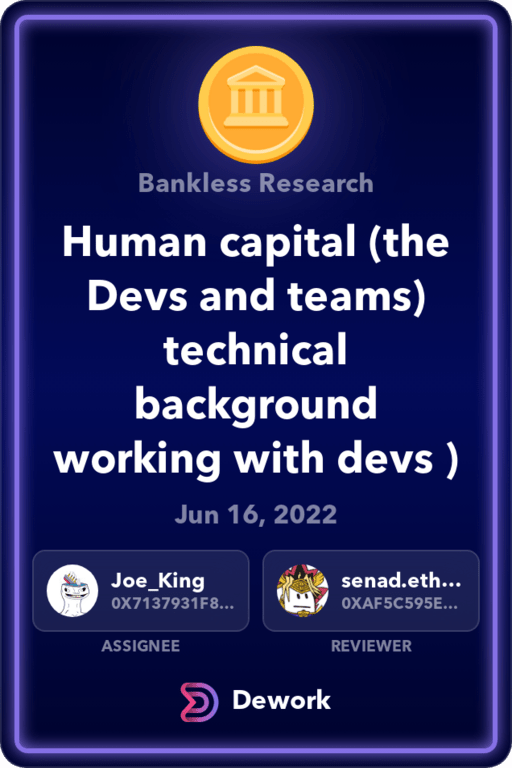 Bankless Research
Human capital (the
Devs and teams)
technical
background
working with devs )
Jun 16, 2022
Joe_King
0X7137931F8...
senad.eth...
0XAF5C595E...
ASSIGNEE
REVIEWER
Dework